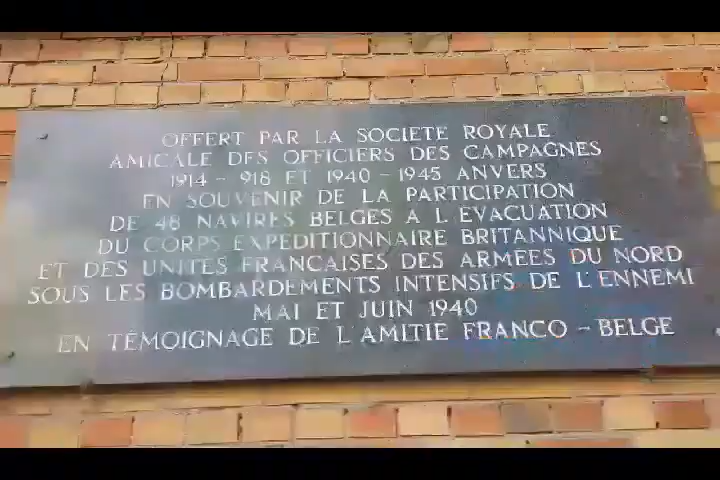 OFFERT PAR LA SOCIETE ROYALE
AMICALE DES OFFICIERS DES CAMPAGNES
1914 - 918 ET 1940 - 1945 ANVERS
EN SOUVENIR DE LA PARTICIPATION
DE 48 NAVIRES BELGES A L'EVACUATION
DU CORPS EXPEDITIONNAIRE BRITANNIQUE
ET DES UNITES FRANCAISES DES ARMEES DU NORD
SOUS LES BOMBARDEMENTS INTENSIFS DE L'ENNEMI
MAI ET JUIN 1940
EN TÉMOIGNAGE DE L'AMITIE FRANCO - BELGE